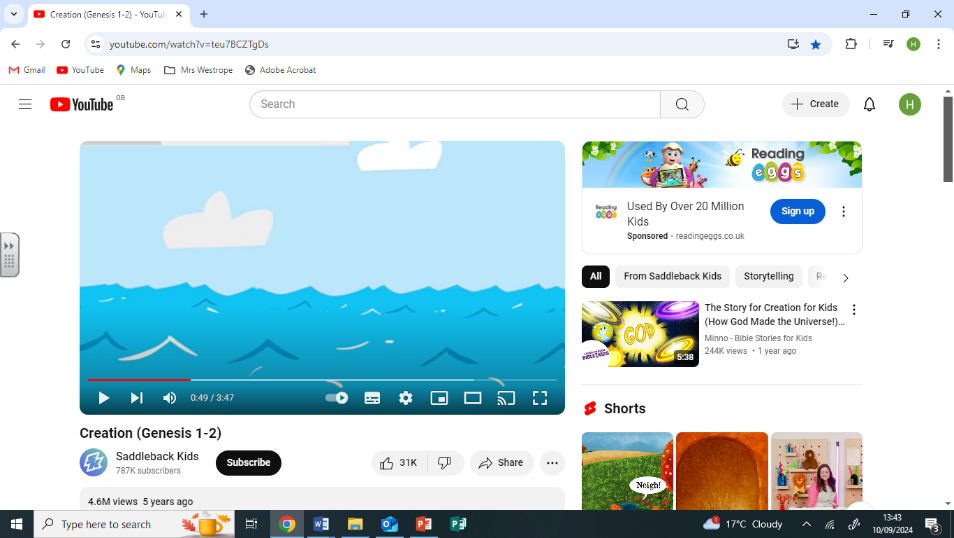 Creation (Genesis 1-2) - YouTub
youtube.com/watch?v=teu7BCZTgDs
H
Gmail
YouTube
Maps
Mrs Westrope
Adobe Acrobat
YouTube GB
Search
Create
H
Reading
eggs
Reading eggs
Used By Over 20 Million
Kids
Sponsored · readingeggs.co.uk
Sign up
All
From Saddleback Kids
Storytelling
Re
GOD
5:38
The Story for Creation for Kids
(How God Made the Universe!)...
Minno - Bible Stories for Kids
244K views · 1 year ago
0:49 / 3:47
Creation (Genesis 1-2)
Saddleback Kids
787K subscribers
Subscribe
31K
Share
4.6M views 5 years ago
Shorts
Neigh!
Type here to search
17°C Cloudy
13:43
10/09/2024
3